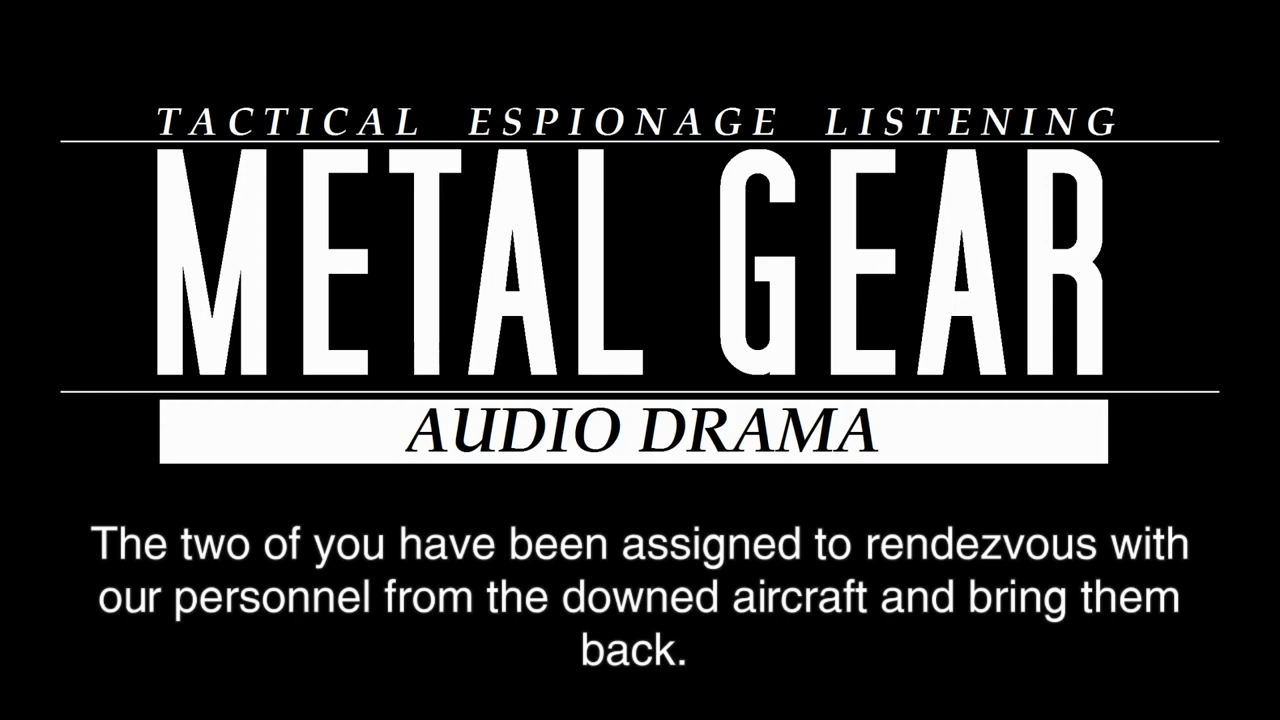 TACTICAL ESPIONAGE LISTENING
METAL GEAR
AUDIO DRAMA
The two of you have been assigned to rendezvous with
our personnel from the downed aircraft and bring them
back.